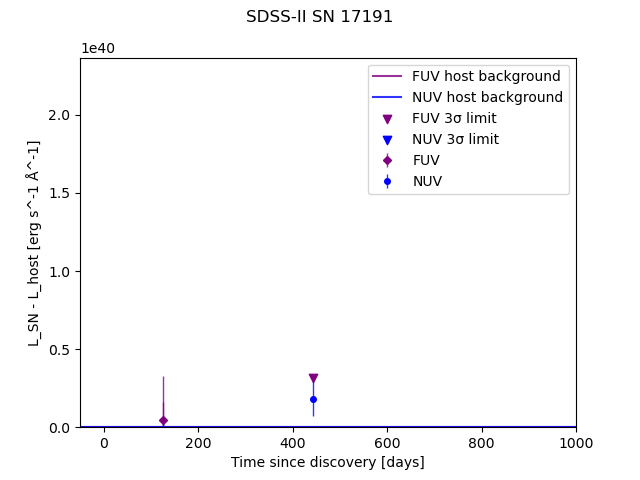 SDSS-II SN 17191
1e40
FUV host background
NUV host background
FUV 3σ limit
NUV 3σ limit
FUV
NUV
L_SN - L_host [erg s^-1 Å^-1]
2.0
1.5
1.0
0.5
0.0
0 200 400 600 800 1000
Time since discovery [days]